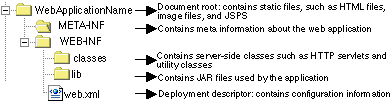 WebApplicationName
Document root: contains static files, such as HTML files,
image files, and JSPS
META-INF
Contains meta information about the web application
WEB-INF
classes
Contains server-side classes such as HTTP servlets and
utility classes
lib
Contains JAR files used by the application
web.xml
Deployment descriptor: contains configuration information